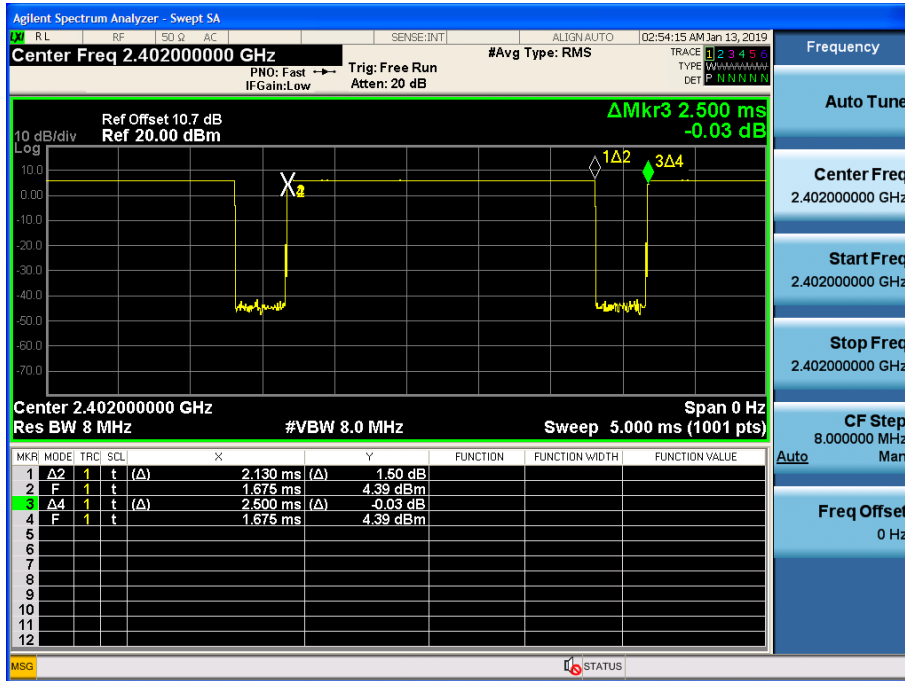 Agilent Spectrum Analyzer - Swept SA
LXI RL RF 50 Ω AC SENSE:INT ALIGN AUTO 02:54:15 AM Jan 13, 2019
Center Freq 2.402000000 GHz #Avg Type: RMS TRACE 1 2 3 4 5 6
PNO: Fast Trig: Free Run TYPE WWWWWW
IFGain:Low Atten: 20 dB DET P N N N N N
Frequency
Auto Tune
Center Freq
2.402000000 GHz
Start Freq
2.402000000 GHz
Stop Freq
2.402000000 GHz
CF Step
8.000000 MHz
Auto Man
Freq Offset
0 Hz
ΔMkr3 2.500 ms
-0.03 dB
Ref Offset 10.7 dB
10 dB/div Ref 20.00 dBm
Log
10.0
0.00
-10.0
-20.0
-30.0
-40.0
-50.0
-60.0
-70.0
1Δ2
3Δ4
Center 2.402000000 GHz Span 0 Hz
Res BW 8 MHz #VBW 8.0 MHz Sweep 5.000 ms (1001 pts)
MKR MODE TRC SCL X Y FUNCTION FUNCTION WIDTH FUNCTION VALUE
1 Δ2 1 t (Δ) 2.130 ms (Δ) 1.50 dB
2 F 1 t 1.675 ms 4.39 dBm
3 Δ4 1 t (Δ) 2.500 ms (Δ) -0.03 dB
4 F 1 t 1.675 ms 4.39 dBm
5
6
7
8
9
10
11
12
MSG STATUS